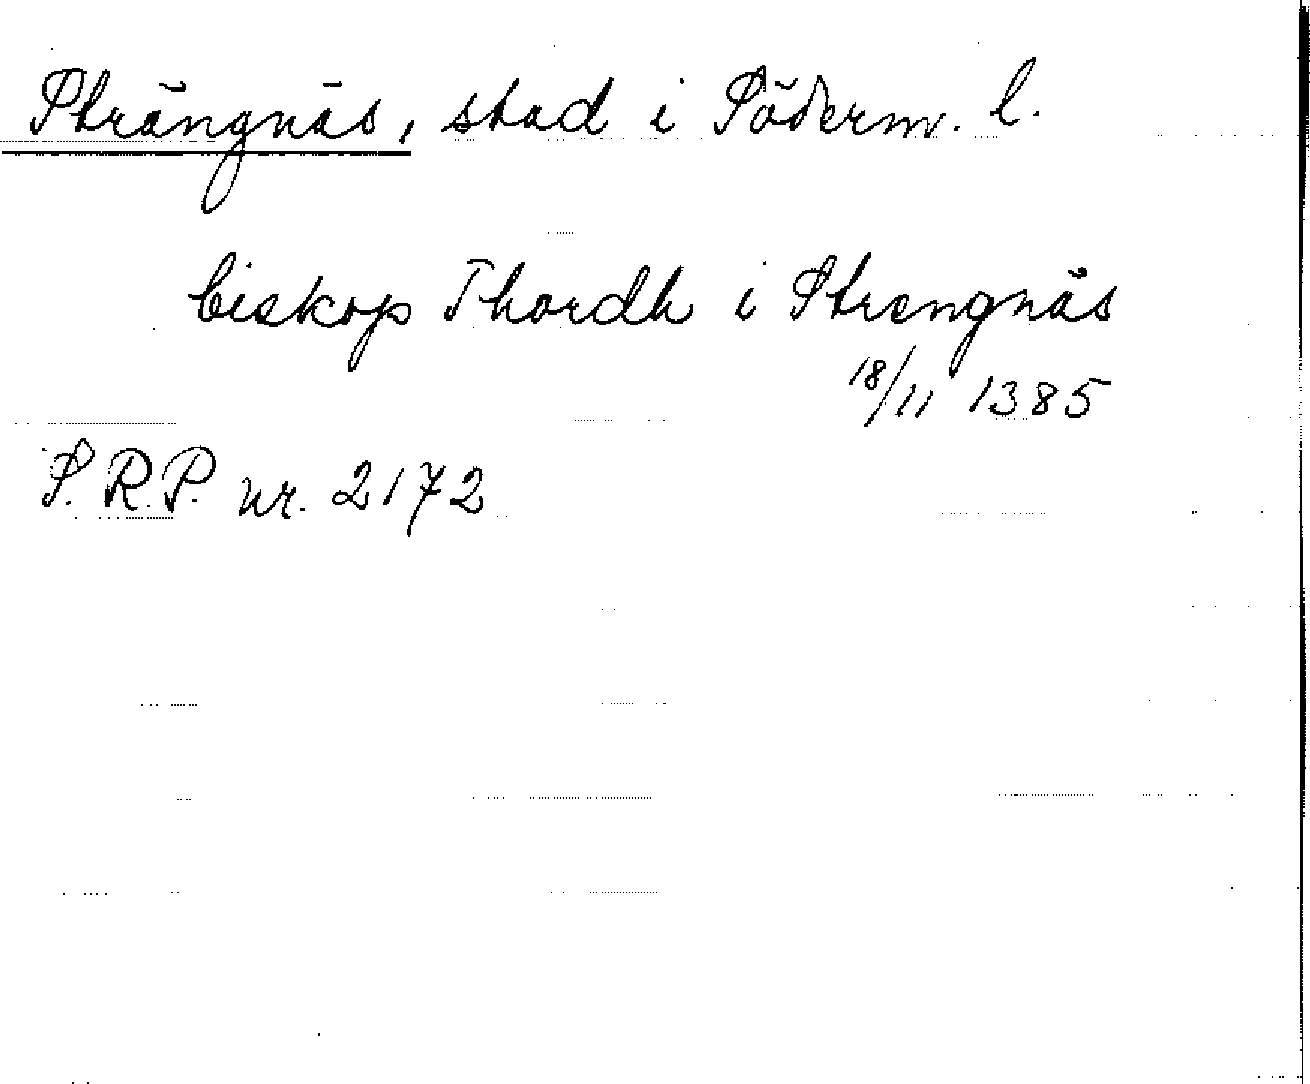 Strängnäs, stad i Söderm. l.
biskop Thordh i Strengnäs
18/11 1385
S.R.P. nr. 2172